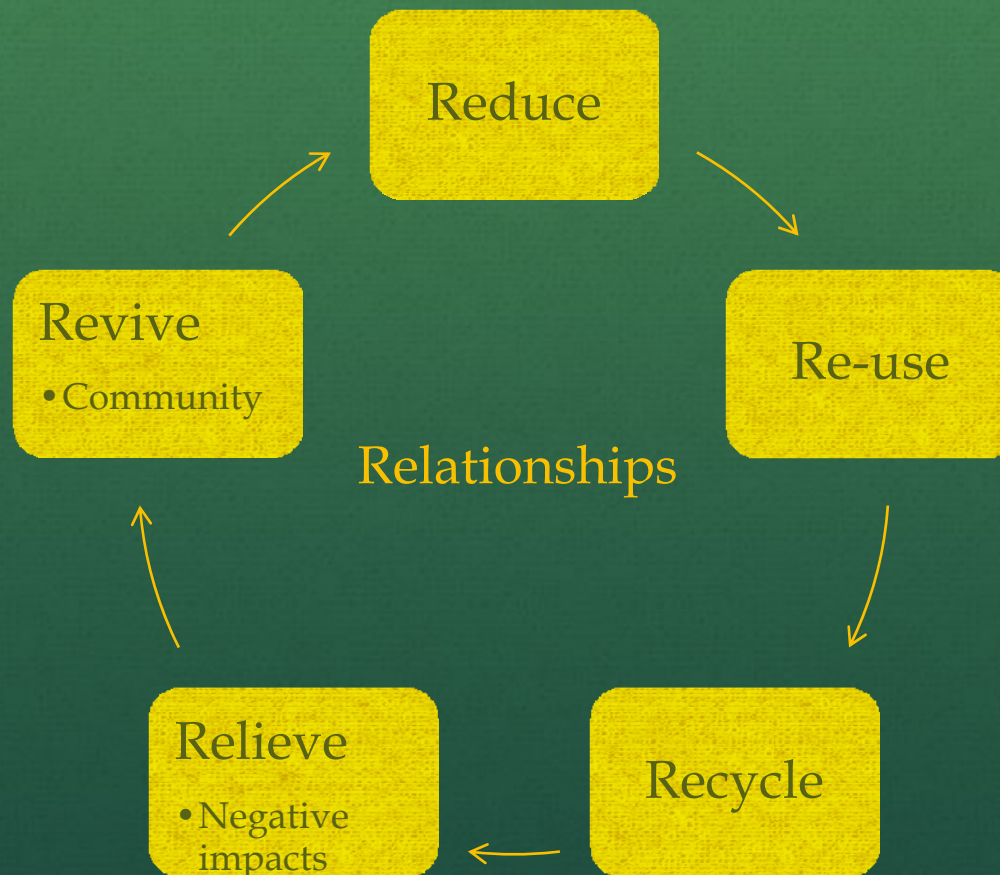 Reduce
Re-use
Recycle
Relieve
•Negative
impacts
Revive
•Community
Relationships